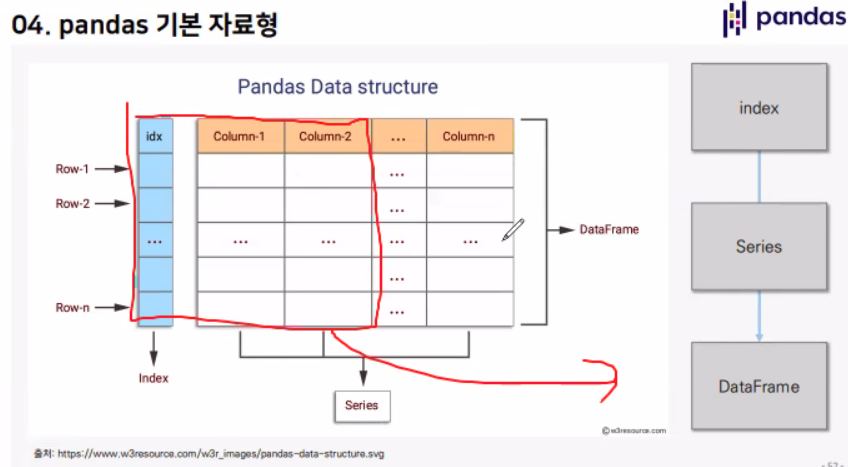 04. pandas 기본 자료형
pandas
Pandas Data structure
idx
Column-1
Column-2
...
Column-n
Row-1
...
Row-2
...
...
...
...
...
...
...
Row-n
...
DataFrame
Index
Series
©w3resource.com
index
Series
DataFrame
출처: https://www.w3resource.com/w3r_images/pandas-data-structure.svg
- 52 -